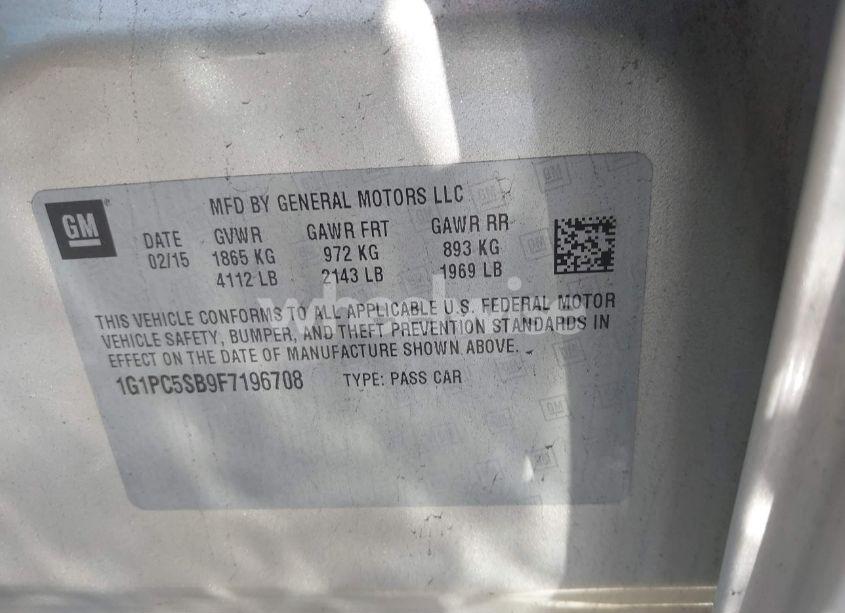 MFD BY GENERAL MOTORS LLC
GM
DATE GVWR GAWR FRT GAWR RR
02/15 1865 KG 972 KG 893 KG
4112 LB 2143 LB 1969 LB
THIS VEHICLE CONFORMS TO ALL APPLICABLE U.S. FEDERAL MOTOR
VEHICLE SAFETY, BUMPER, AND THEFT PREVENTION STANDARDS IN
EFFECT ON THE DATE OF MANUFACTURE SHOWN ABOVE.
1G1PC5SB9F7196708 TYPE: PASS CAR